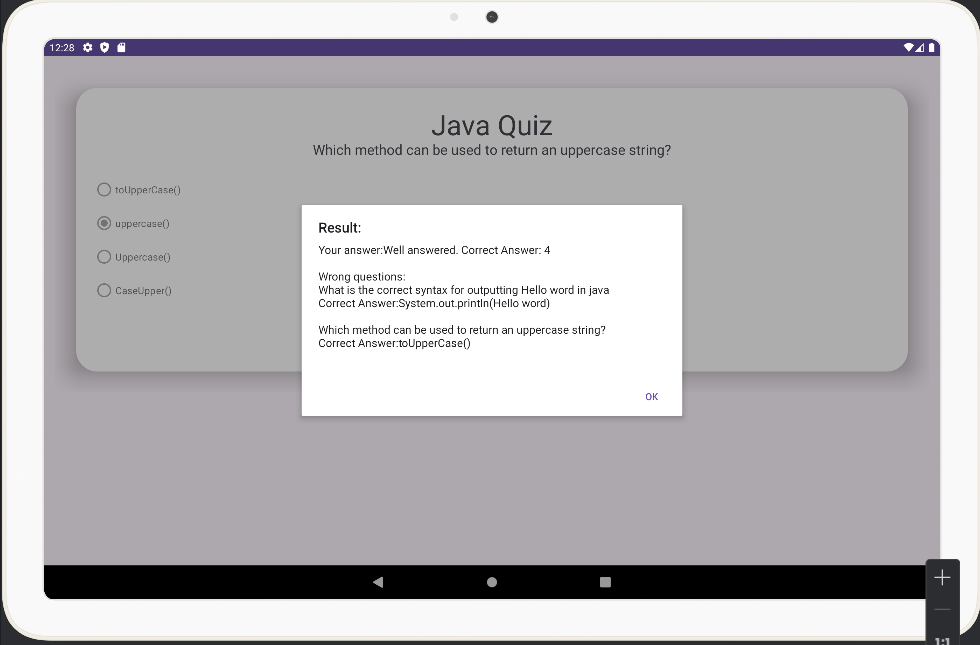 12:28
Java Quiz
Which method can be used to return an uppercase string?
toUpperCase()
uppercase()
Uppercase()
CaseUpper()
Result:
Your answer:Well answered. Correct Answer: 4
Wrong questions:
What is the correct syntax for outputting Hello word in java
Correct Answer:System.out.println(Hello word)
Which method can be used to return an uppercase string?
Correct Answer:toUpperCase()
OK
1:1